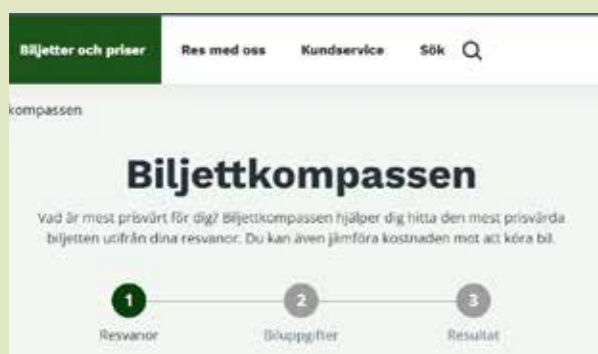 Biljetter och priser Res med oss Kundservice Sök
kompassen
Biljettkompassen
Vad är mest prisvärt för dig? Biljettkompassen hjälper dig hitta den mest prisvärda
biljetten utifrån dina resvanor. Du kan även jämföra kostnaden mot att köra bil.
1 2 3
Resvanor Biluppgifter Resultat